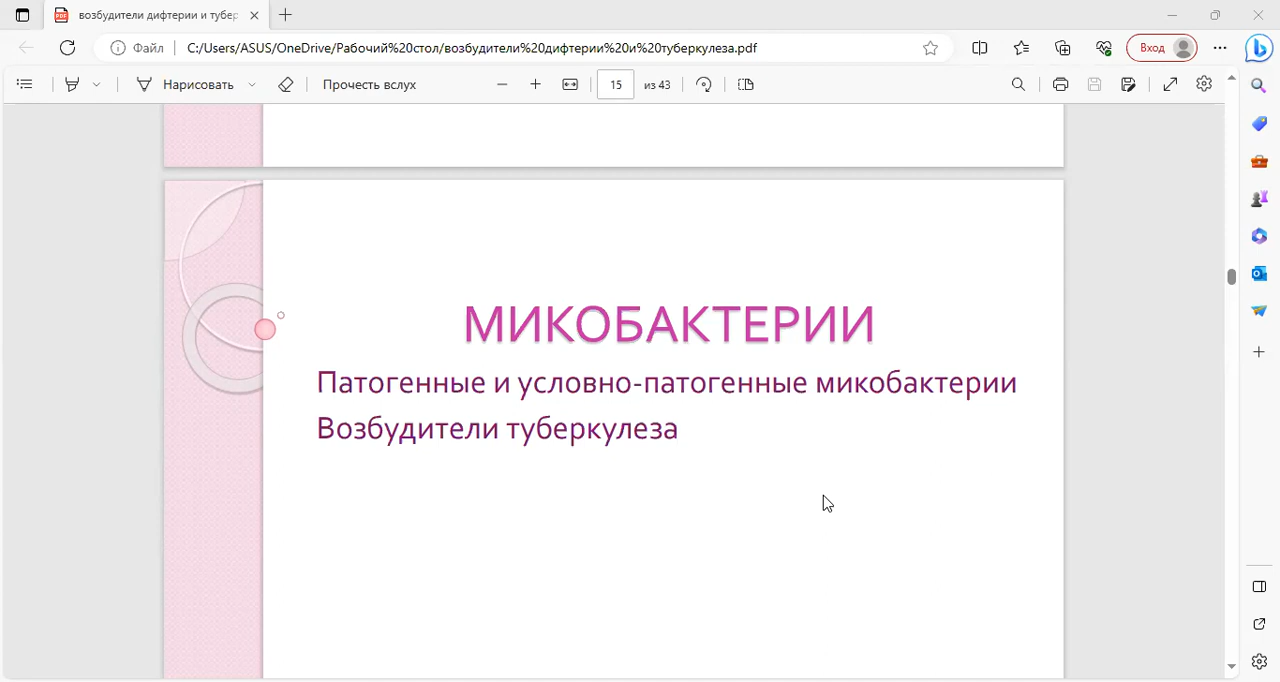 возбудители дифтерии и тубер
Файл
C:/Users/ASUS/OneDrive/Рабочий%20стол/возбудители%20дифтерии%20и%20туберкулеза.pdf
Вход
Нарисовать
Прочесть вслух
15
из 43
МИКОБАКТЕРИИ
Патогенные и условно-патогенные микобактерии
Возбудители туберкулеза